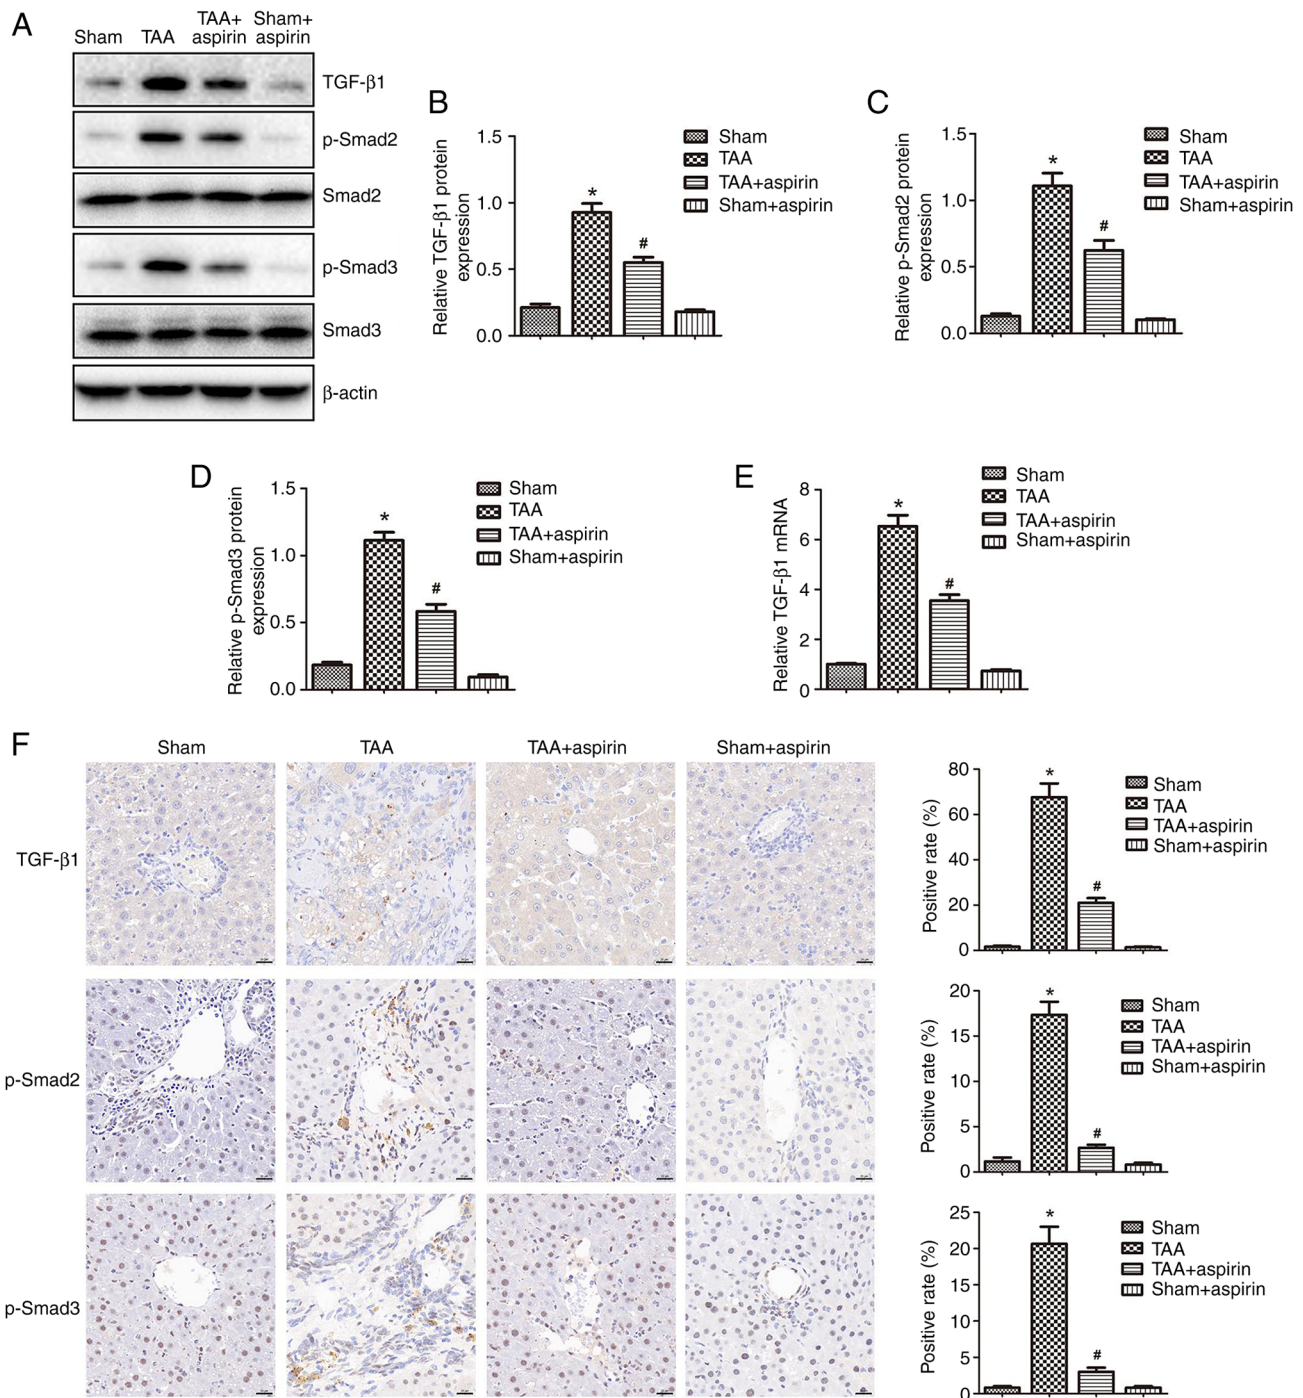 A
Sham
TAA
TAA+
aspirin
Sham+
aspirin
TGF-β1
p-Smad2
Smad2
p-Smad3
Smad3
β-actin
B
Relative TGF-β1 protein
expression
1.5
1.0
0.5
0.0
*
#
Sham
TAA
TAA+aspirin
Sham+aspirin
C
Relative p-Smad2 protein
expression
1.5
1.0
0.5
0.0
*
#
Sham
TAA
TAA+aspirin
Sham+aspirin
D
Relative p-Smad3 protein
expression
1.5
1.0
0.5
0.0
*
#
Sham
TAA
TAA+aspirin
Sham+aspirin
E
Relative TGF-β1 mRNA
8
6
4
2
0
*
#
Sham
TAA
TAA+aspirin
Sham+aspirin
F
Sham
TAA
TAA+aspirin
Sham+aspirin
TGF-β1
Positive rate (%)
80
60
40
20
0
*
#
Sham
TAA
TAA+aspirin
Sham+aspirin
p-Smad2
Positive rate (%)
20
15
10
5
0
*
#
Sham
TAA
TAA+aspirin
Sham+aspirin
p-Smad3
Positive rate (%)
25
20
15
10
5
0
*
#
Sham
TAA
TAA+aspirin
Sham+aspirin